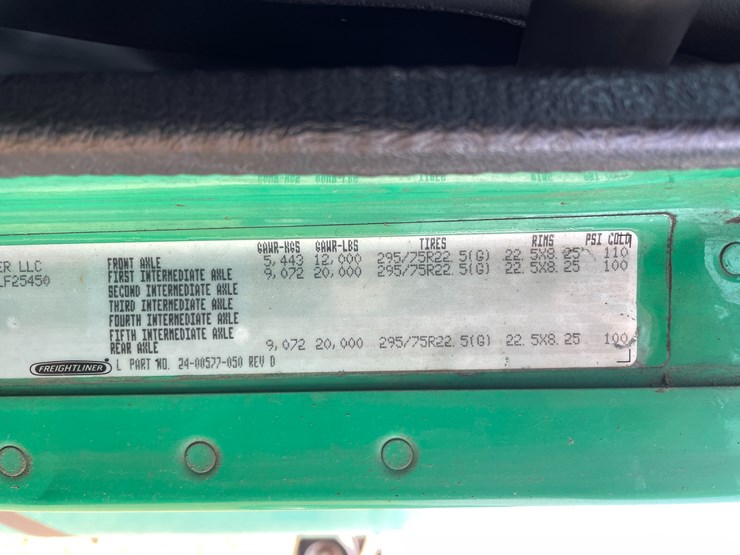 GAWR-KGS GAWR-LBS TIRES RIMS PSI COLD
ER LLC FRONT AXLE 5,443 12,000 295/75R22.5(G) 22.5X8.25 110
LF25450 FIRST INTERMEDIATE AXLE 9,072 20,000 295/75R22.5(G) 22.5X8.25 100
SECOND INTERMEDIATE AXLE
THIRD INTERMEDIATE AXLE
FOURTH INTERMEDIATE AXLE
FIFTH INTERMEDIATE AXLE
REAR AXLE 9,072 20,000 295/75R22.5(G) 22.5X8.25 100
FREIGHTLINER L PART NO. 24-00577-050 REV D